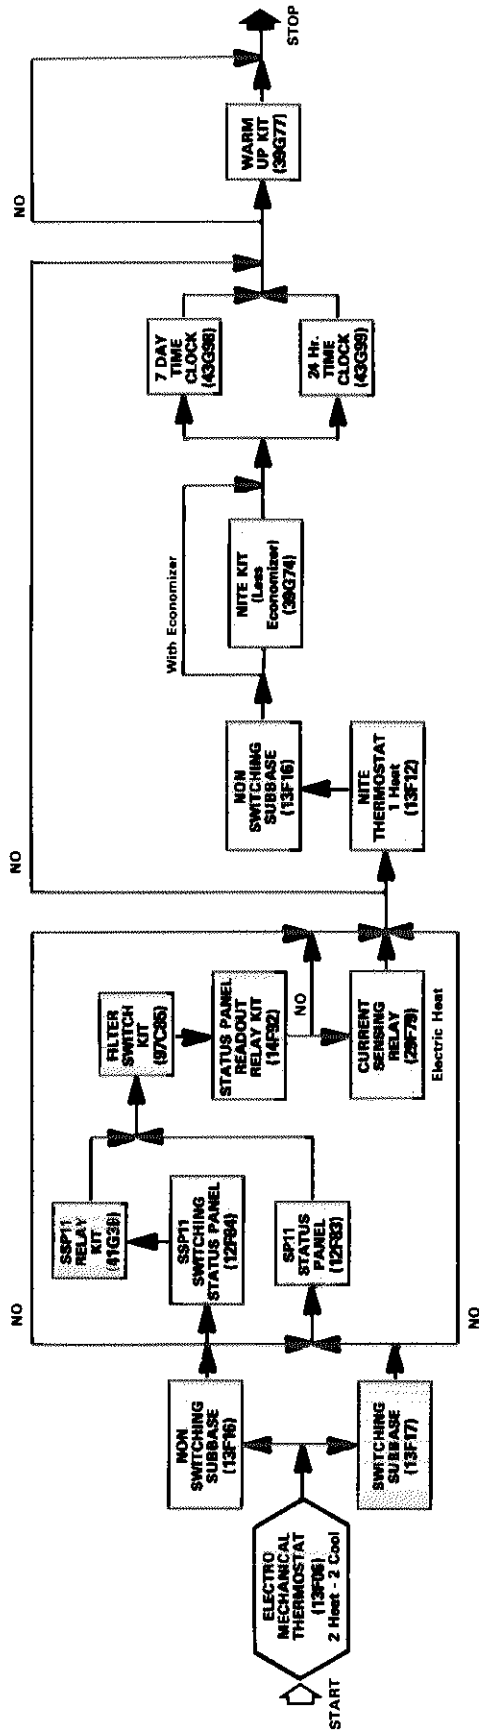 START
ELECTRO
MECHANICAL
THERMOSTAT
(13F06)
2 Heat - 2 Cool
NON
SWITCHING
SUBBASE
(13F16)
SWITCHING
SUBBASE
(13F17)
NO
NO
SSP11
RELAY
KIT
(41G39)
SSP11
SWITCHING
STATUS PANEL
(12F84)
SP11
STATUS
PANEL
(12F83)
FILTER
SWITCH
KIT
(97C85)
STATUS PANEL
READOUT
RELAY KIT
(14F92)
NO
CURRENT
SENSING
RELAY
(29F79)
Electric Heat
NO
NON
SWITCHING
SUBBASE
(13F16)
NITE
THERMOSTAT
1 Heat
(13F12)
With Economizer
NITE KIT
(Less
Economizer)
(39G74)
7 DAY
TIME
CLOCK
(43G98)
24 Hr.
TIME
CLOCK
(43G99)
NO
WARM
UP KIT
(39G77)
STOP